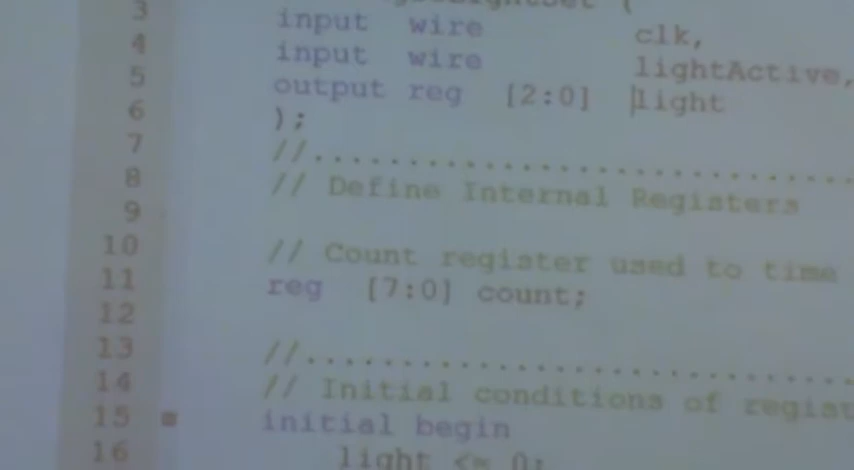 3
4 input wire clk,
5 input wire lightActive,
6 output reg [2:0] light
7 );
8 //..............................
9 // Define Internal Registers
10 // Count register used to time
11 reg [7:0] count;
12
13 //..............................
14 // Initial conditions of regist
15 initial begin
16 light <= 0;